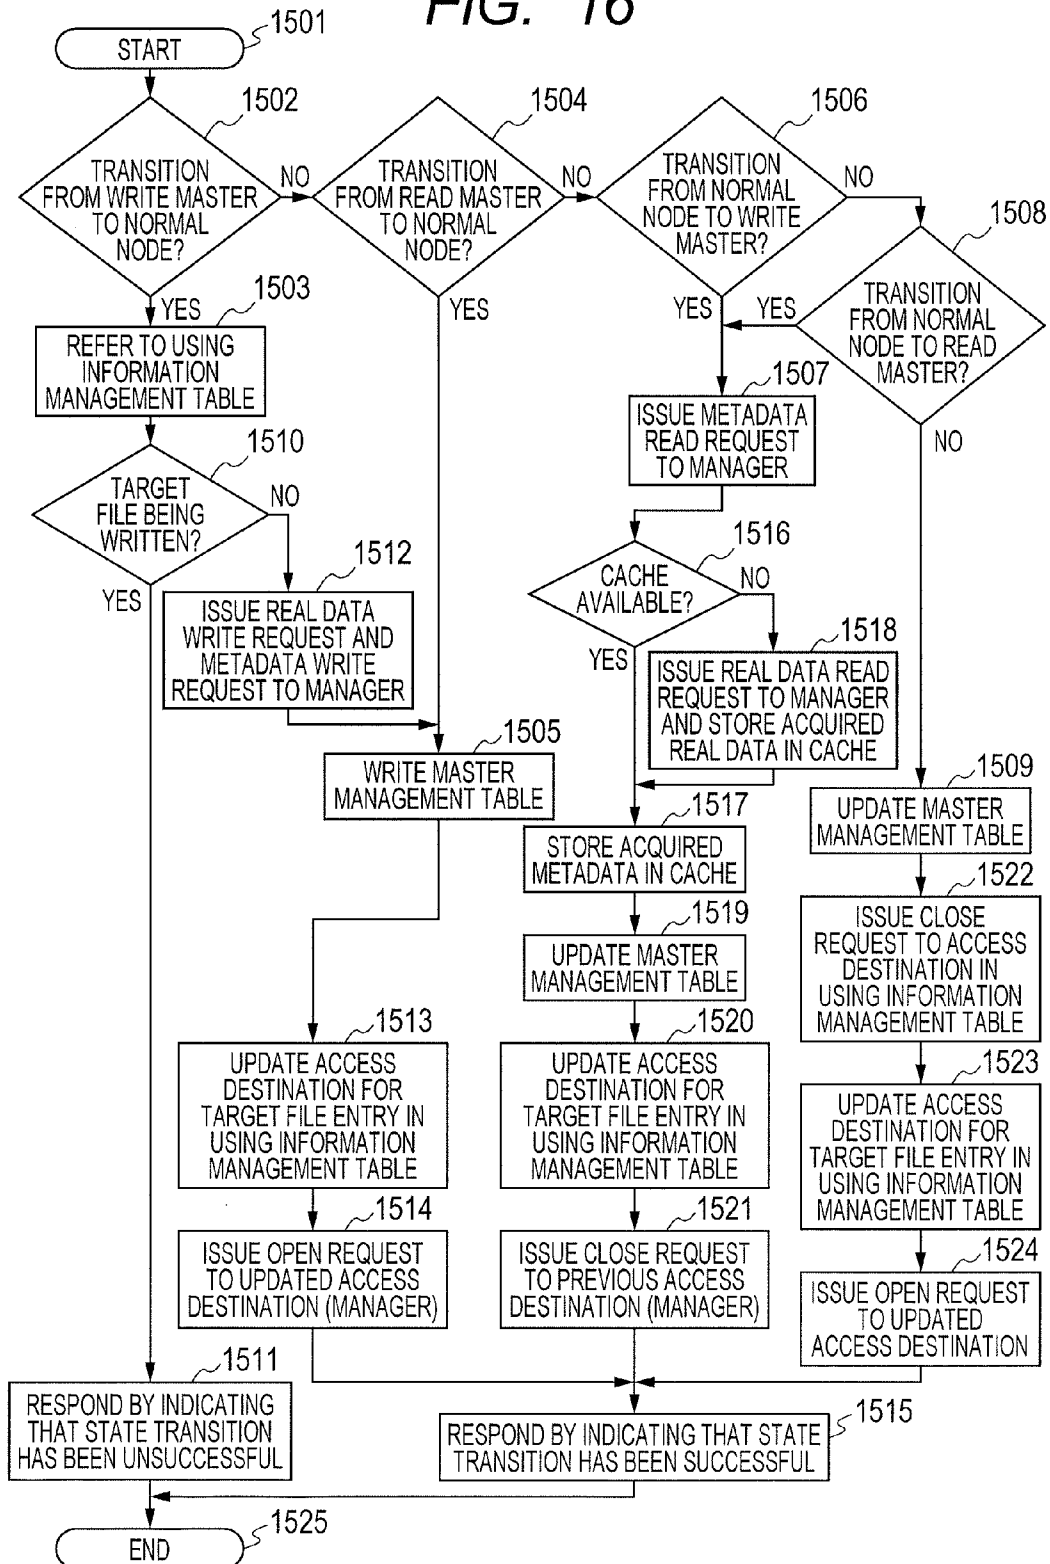 FIG. 16
START
1501
1502
TRANSITION
FROM WRITE MASTER
TO NORMAL
NODE?
NO
YES
1504
TRANSITION
FROM READ MASTER
TO NORMAL
NODE?
NO
YES
1506
TRANSITION
FROM NORMAL
NODE TO WRITE
MASTER?
NO
YES
1508
TRANSITION
FROM NORMAL
NODE TO READ
MASTER?
YES
NO
1503
REFER TO USING
INFORMATION
MANAGEMENT TABLE
1510
TARGET
FILE BEING
WRITTEN?
NO
YES
1512
ISSUE REAL DATA
WRITE REQUEST AND
METADATA WRITE
REQUEST TO MANAGER
1507
ISSUE METADATA
READ REQUEST
TO MANAGER
1516
CACHE
AVAILABLE?
NO
YES
1518
ISSUE REAL DATA READ
REQUEST TO MANAGER
AND STORE ACQUIRED
REAL DATA IN CACHE
1505
WRITE MASTER
MANAGEMENT TABLE
1517
STORE ACQUIRED
METADATA IN CACHE
1509
UPDATE MASTER
MANAGEMENT TABLE
1519
UPDATE MASTER
MANAGEMENT TABLE
1522
ISSUE CLOSE
REQUEST TO ACCESS
DESTINATION IN
USING INFORMATION
MANAGEMENT TABLE
1513
UPDATE ACCESS
DESTINATION FOR
TARGET FILE ENTRY IN
USING INFORMATION
MANAGEMENT TABLE
1520
UPDATE ACCESS
DESTINATION FOR
TARGET FILE ENTRY IN
USING INFORMATION
MANAGEMENT TABLE
1523
UPDATE ACCESS
DESTINATION FOR
TARGET FILE ENTRY IN
USING INFORMATION
MANAGEMENT TABLE
1514
ISSUE OPEN REQUEST
TO UPDATED ACCESS
DESTINATION (MANAGER)
1521
ISSUE CLOSE REQUEST
TO PREVIOUS ACCESS
DESTINATION (MANAGER)
1524
ISSUE OPEN REQUEST
TO UPDATED
ACCESS DESTINATION
1511
RESPOND BY INDICATING
THAT STATE TRANSITION
HAS BEEN UNSUCCESSFUL
1515
RESPOND BY INDICATING THAT STATE
TRANSITION HAS BEEN SUCCESSFUL
1525
END